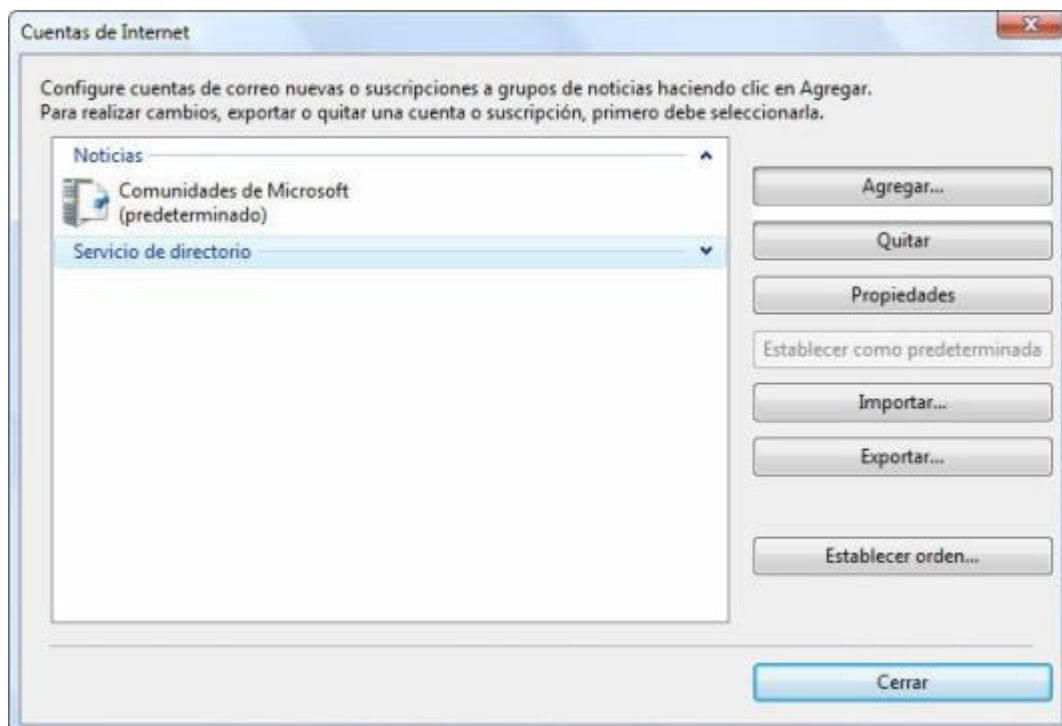 Cuentas de Internet
Configure cuentas de correo nuevas o suscripciones a grupos de noticias haciendo clic en Agregar.
Para realizar cambios, exportar o quitar una cuenta o suscripción, primero debe seleccionarla.
Noticias
Comunidades de Microsoft
(predeterminado)
Servicio de directorio
Agregar...
Quitar
Propiedades
Establecer como predeterminada
Importar...
Exportar...
Establecer orden...
Cerrar